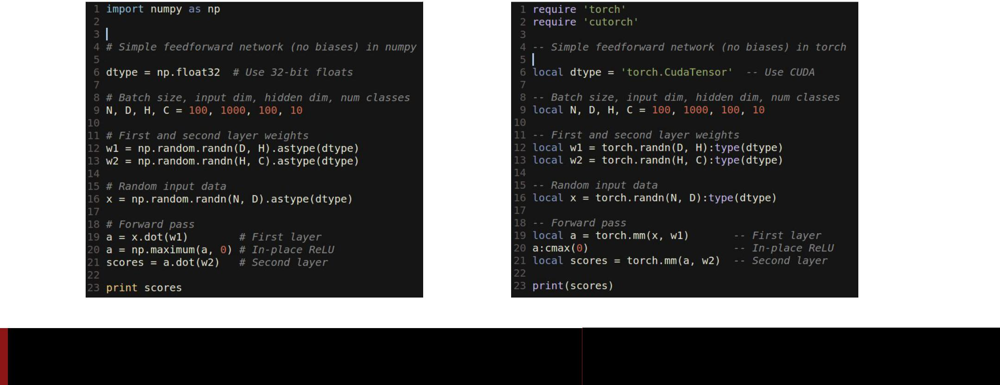 1 import numpy as np
2
3
4 # Simple feedforward network (no biases) in numpy
5
6 dtype = np.float32  # Use 32-bit floats
7
8 # Batch size, input dim, hidden dim, num classes
9 N, D, H, C = 100, 1000, 100, 10
10
11 # First and second layer weights
12 w1 = np.random.randn(D, H).astype(dtype)
13 w2 = np.random.randn(H, C).astype(dtype)
14
15 # Random input data
16 x = np.random.randn(N, D).astype(dtype)
17
18 # Forward pass
19 a = x.dot(w1)        # First layer
20 a = np.maximum(a, 0) # In-place ReLU
21 scores = a.dot(w2)   # Second layer
22
23 print scores
1 require 'torch'
2 require 'cutorch'
3
4 -- Simple feedforward network (no biases) in torch
5
6 local dtype = 'torch.CudaTensor'  -- Use CUDA
7
8 -- Batch size, input dim, hidden dim, num classes
9 local N, D, H, C = 100, 1000, 100, 10
10
11 -- First and second layer weights
12 local w1 = torch.randn(D, H):type(dtype)
13 local w2 = torch.randn(H, C):type(dtype)
14
15 -- Random input data
16 local x = torch.randn(N, D):type(dtype)
17
18 -- Forward pass
19 local a = torch.mm(x, w1)       -- First layer
20 a:cmax(0)                       -- In-place ReLU
21 local scores = torch.mm(a, w2)  -- Second layer
22
23 print(scores)